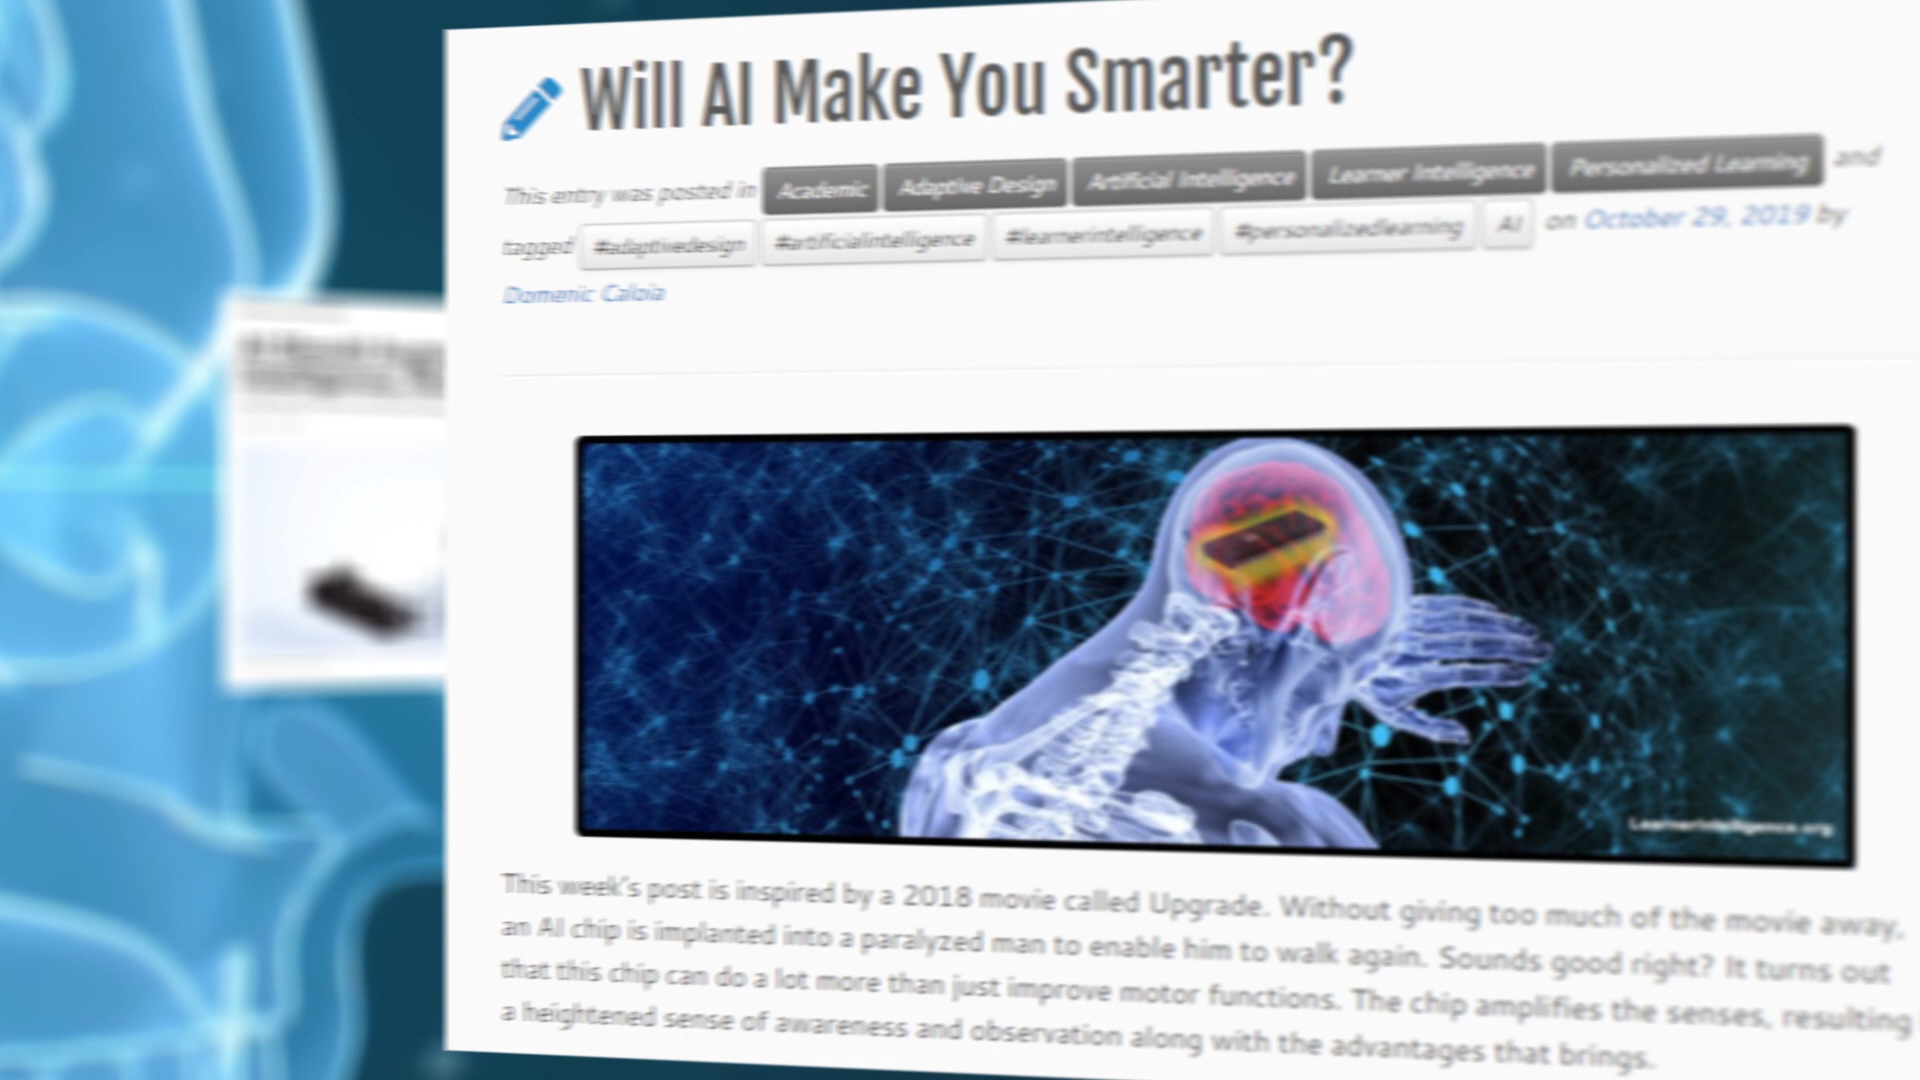 Will AI Make You Smarter?
This entry was posted in Academic Adaptive Design Artificial Intelligence Learner Intelligence Personalized Learning and
tagged #adaptivedesign #artificialintelligence #learnerintelligence #personalizedlearning AI on October 29, 2019 by
Domenic Caloia
LearnerIntelligence.org
This week's post is inspired by a 2018 movie called Upgrade. Without giving too much of the movie away,
an AI chip is implanted into a paralyzed man to enable him to walk again. Sounds good right? It turns out
that this chip can do a lot more than just improve motor functions. The chip amplifies the senses, resulting
a heightened sense of awareness and observation along with the advantages that brings.